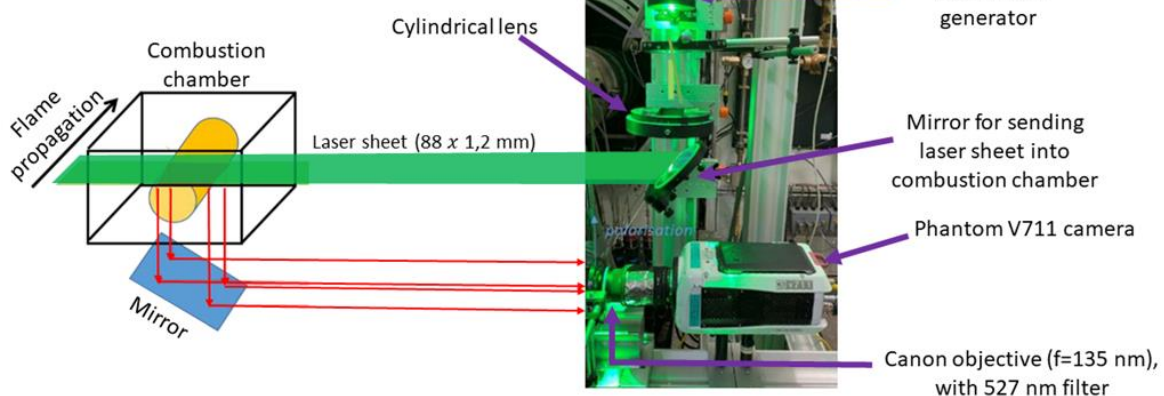 generator
Cylindrical lens
Combustion
chamber
Flame
propagation
Laser sheet (88 x 1,2 mm)
Mirror for sending
laser sheet into
combustion chamber
polarisation
Phantom V711 camera
Mirror
Canon objective (f=135 nm),
with 527 nm filter